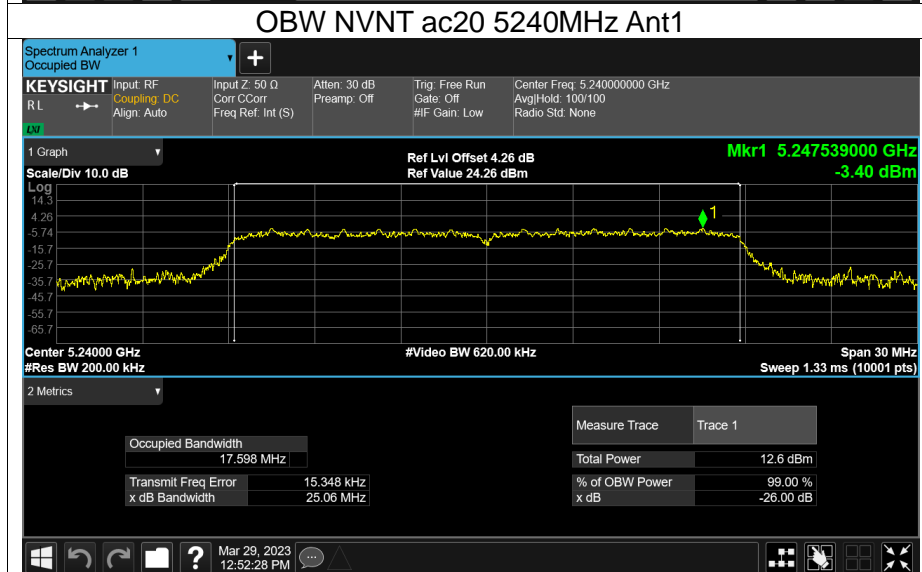 OBW NVNT ac20 5240MHz Ant1
Spectrum Analyzer 1
Occupied BW
+
KEYSIGHT Input: RF Input Z: 50 Ω Atten: 30 dB Trig: Free Run Center Freq: 5.240000000 GHz
R L Coupling: DC Corr CCorr Preamp: Off Gate: Off Avg|Hold: 100/100
Align: Auto Freq Ref: Int (S) #IF Gain: Low Radio Std: None
LXI
1 Graph Ref Lvl Offset 4.26 dB Mkr1 5.247539000 GHz
Scale/Div 10.0 dB Ref Value 24.26 dBm -3.40 dBm
Log
14.3
4.26
1
-5.74
-15.7
-25.7
-35.7
-45.7
-55.7
-65.7
Center 5.24000 GHz #Video BW 620.00 kHz Span 30 MHz
#Res BW 200.00 kHz Sweep 1.33 ms (10001 pts)
2 Metrics
Measure Trace Trace 1
Occupied Bandwidth
17.598 MHz Total Power 12.6 dBm
Transmit Freq Error 15.348 kHz % of OBW Power 99.00 %
x dB Bandwidth 25.06 MHz x dB -26.00 dB
? Mar 29, 2023
12:52:28 PM